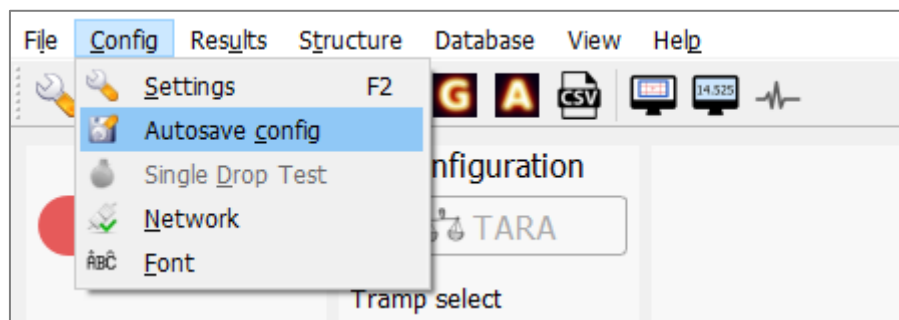 File Config Results Structure Database View Help
G A CSV 14.525
Settings F2
Autosave config
Single Drop Test
nfiguration
Network
TARA
ÂBĈ Font
Tramp select